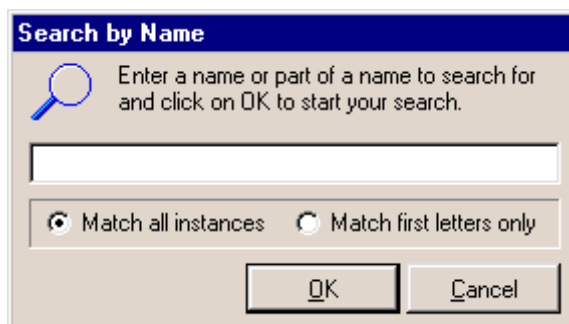 Search by Name
Enter a name or part of a name to search for
and click on OK to start your search.
Match all instances Match first letters only
OK Cancel